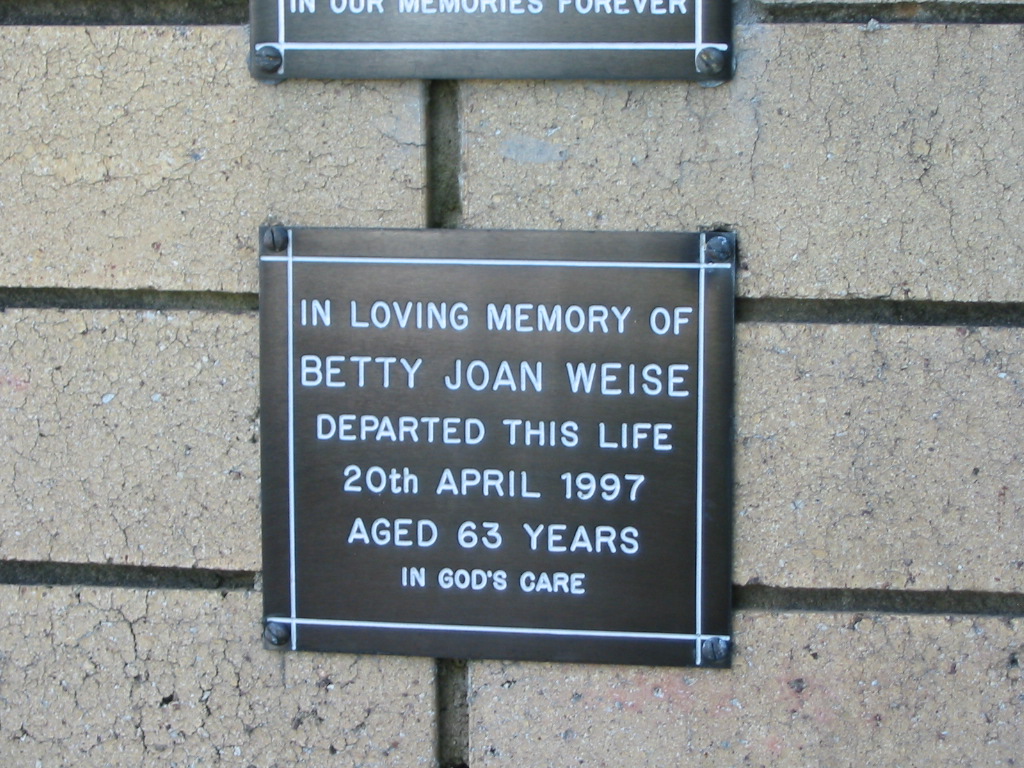 IN OUR MEMORIES FOREVER
IN LOVING MEMORY OF
BETTY JOAN WEISE
DEPARTED THIS LIFE
20th APRIL 1997
AGED 63 YEARS
IN GOD'S CARE